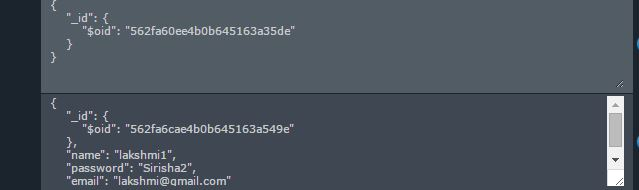 {
"_id": {
"$oid": "562fa60ee4b0b645163a35de"
}
}
{
"_id": {
"$oid": "562fa6cae4b0b645163a549e"
},
"name": "lakshmi1",
"password": "Sirisha2",
"email": "lakshmi@gmail.com"